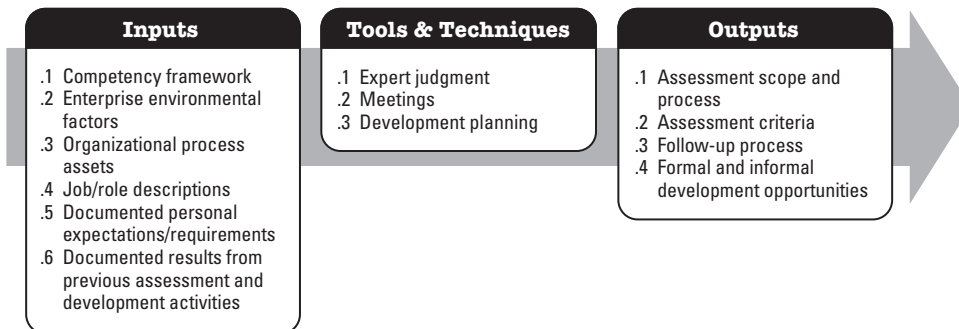 Inputs
.1 Competency framework
.2 Enterprise environmental
factors
.3 Organizational process
assets
.4 Job/role descriptions
.5 Documented personal
expectations/requirements
.6 Documented results from
previous assessment and
development activities
Tools & Techniques
.1 Expert judgment
.2 Meetings
.3 Development planning
Outputs
.1 Assessment scope and
process
.2 Assessment criteria
.3 Follow-up process
.4 Formal and informal
development opportunities